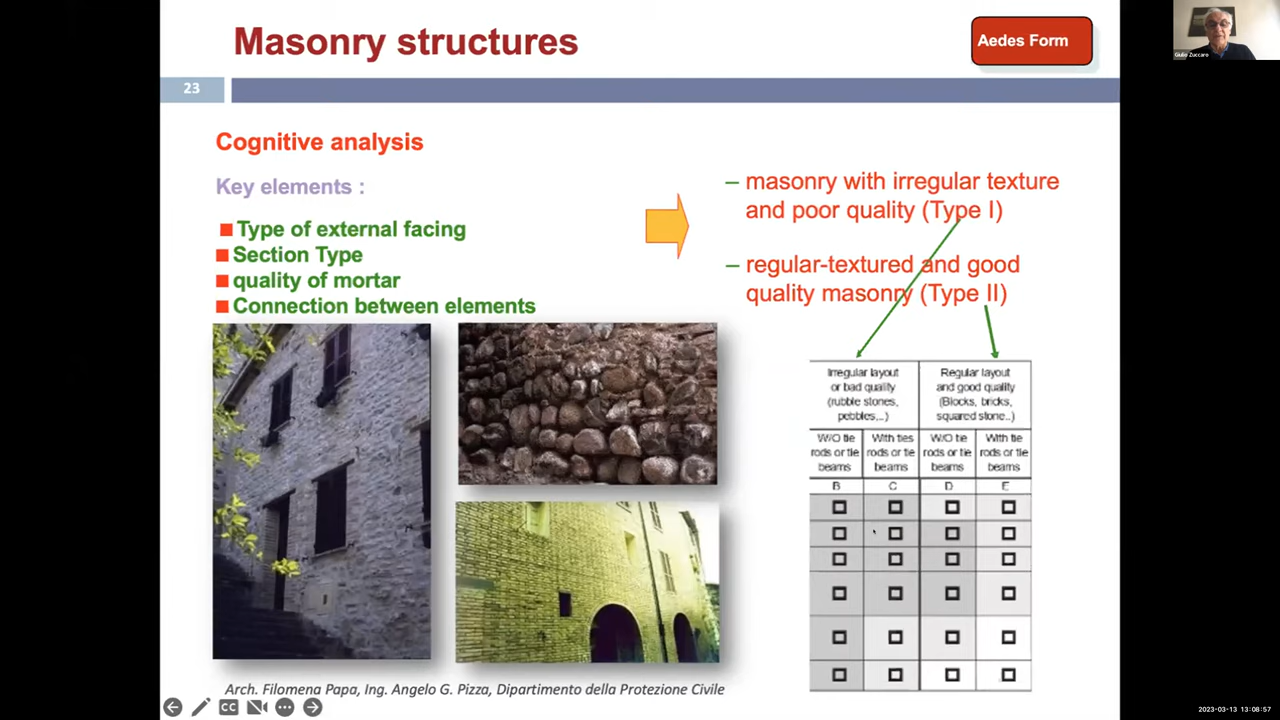 Masonry structures
Aedes Form
Giulio Zuccaro
23
Cognitive analysis
Key elements :
Type of external facing
Section Type
quality of mortar
Connection between elements
– masonry with irregular texture
and poor quality (Type I)
– regular-textured and good
quality masonry (Type II)
Irregular layout
or bad quality
(rubble stones,
pebbles,..)
Regular layout
and good quality
(Blocks, bricks,
squared stone..)
W/O tie
rods or tie
beams
With ties
rods or tie
beams
W/O tie
rods or tie
beams
With tie
rods or tie
beams
B
C
D
E
Arch. Filomena Papa, Ing. Angelo G. Pizza, Dipartimento della Protezione Civile
CC
2023-03-13 13:08:57